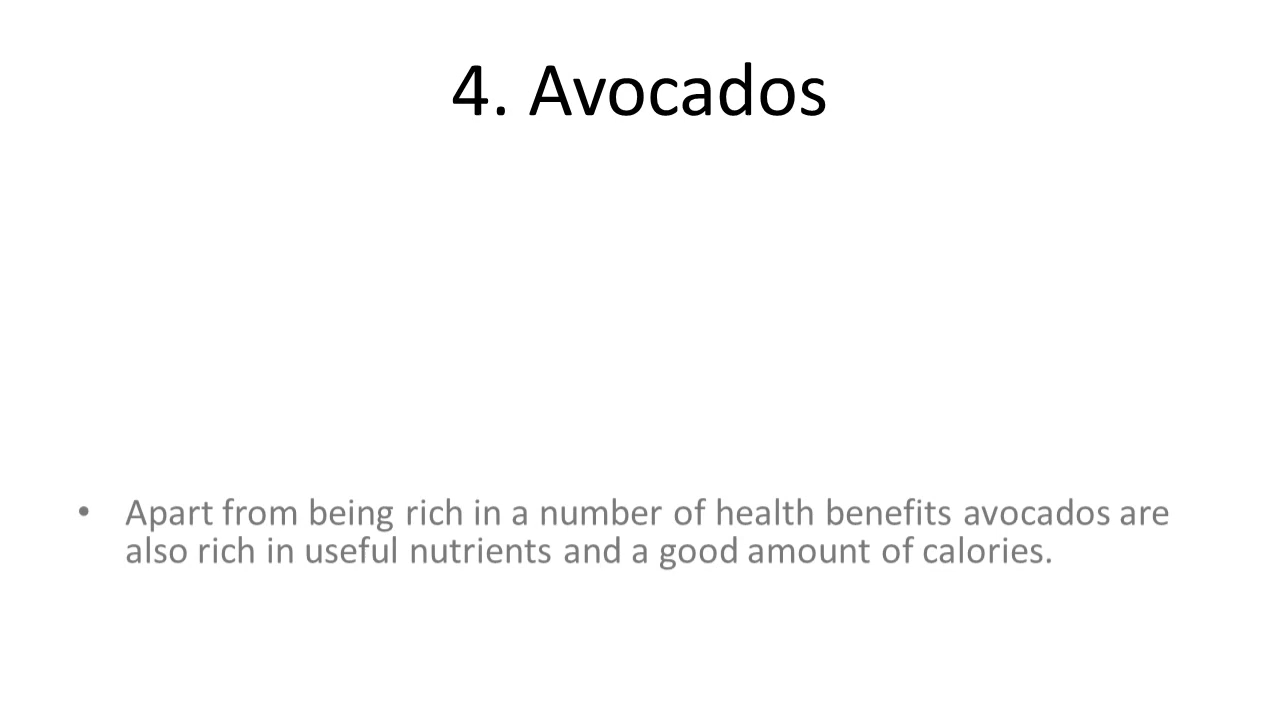 4. Avocados
• Apart from being rich in a number of health benefits avocados are
also rich in useful nutrients and a good amount of calories.